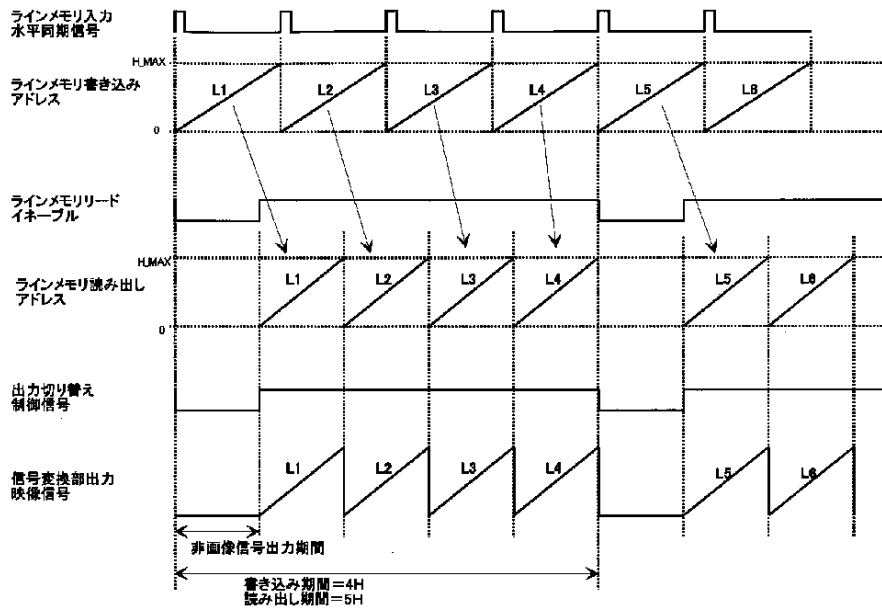 ラインメモリ入力
水平同期信号
H_MAX
L1 L2 L3 L4 L5 L6
ラインメモリ書き込み
アドレス
0
ラインメモリリード
イネーブル
H_MAX
L1 L2 L3 L4 L5 L6
ラインメモリ読み出し
アドレス
0
出力切り替え
制御信号
L1 L2 L3 L4 L5 L6
信号変換部出力
映像信号
非画像信号出力期間
書き込み期間=4H
読み出し期間=5H